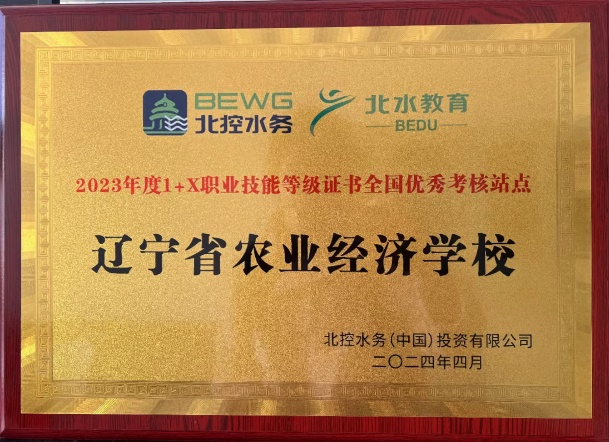 BEWG
北控水务
北水教育
BEDU
2023年度1+X职业技能等级证书全国优秀考核站点
辽宁省农业经济学校
北控水务(中国)投资有限公司
二〇二四年四月